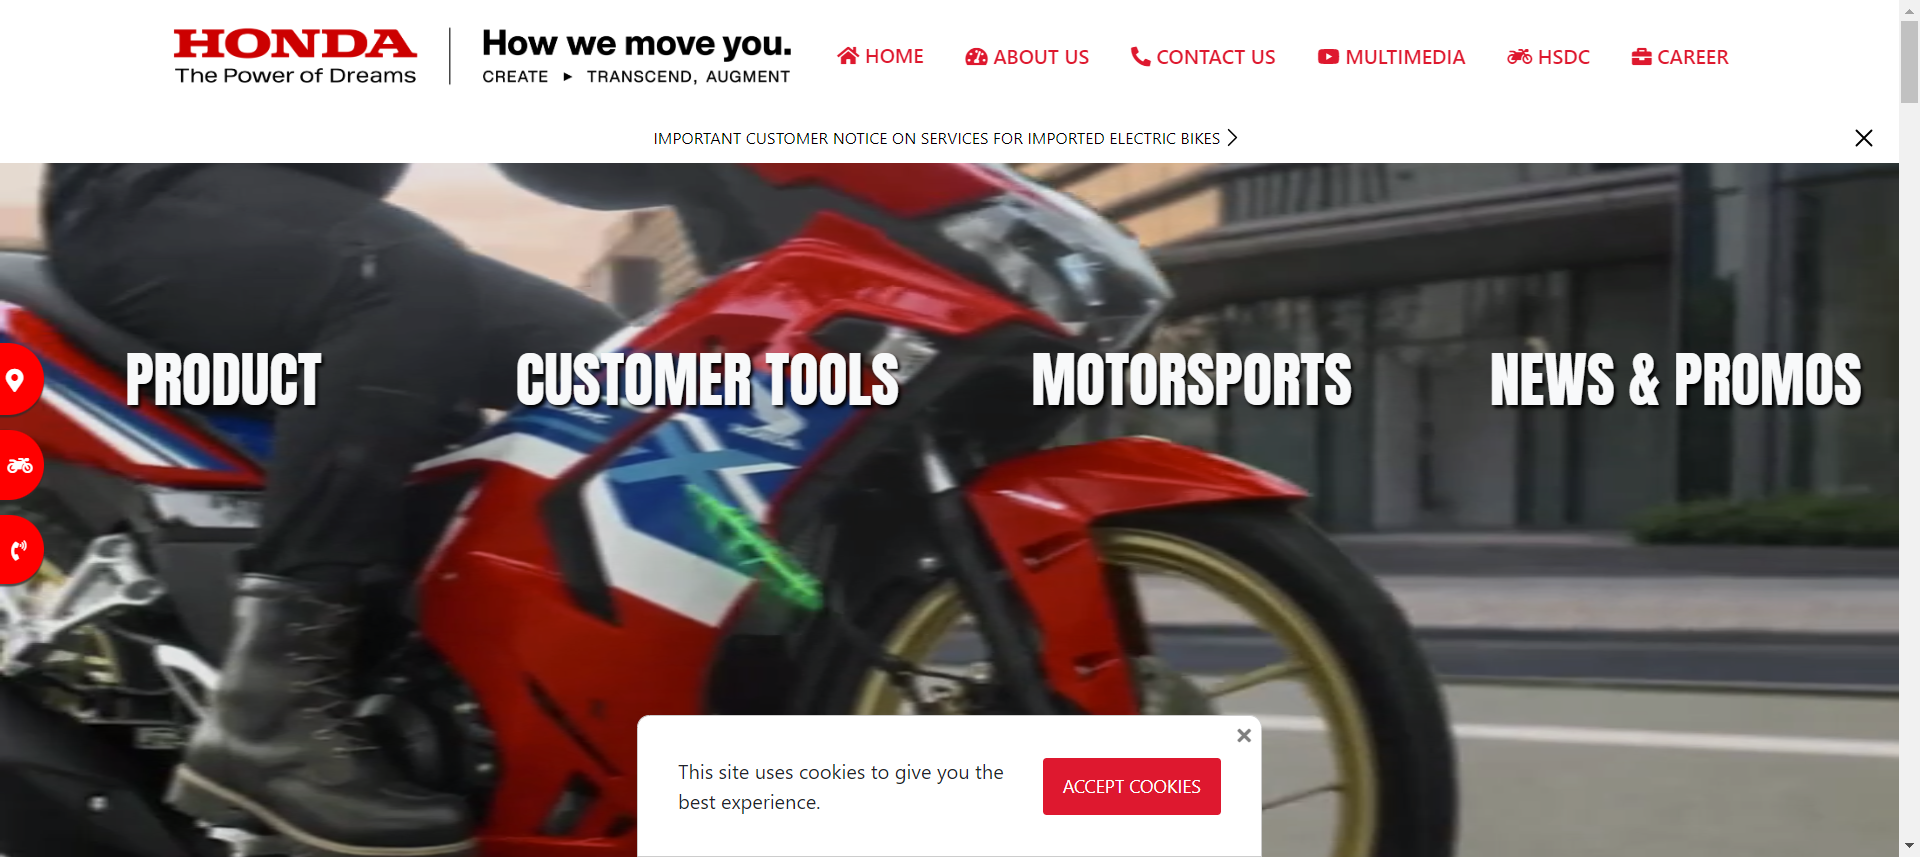 HONDA
The Power of Dreams
How we move you.
CREATE ▸ TRANSCEND, AUGMENT
HOME
ABOUT US
CONTACT US
MULTIMEDIA
HSDC
CAREER
IMPORTANT CUSTOMER NOTICE ON SERVICES FOR IMPORTED ELECTRIC BIKES
PRODUCT
CUSTOMER TOOLS
MOTORSPORTS
NEWS & PROMOS
This site uses cookies to give you the
best experience.
ACCEPT COOKIES